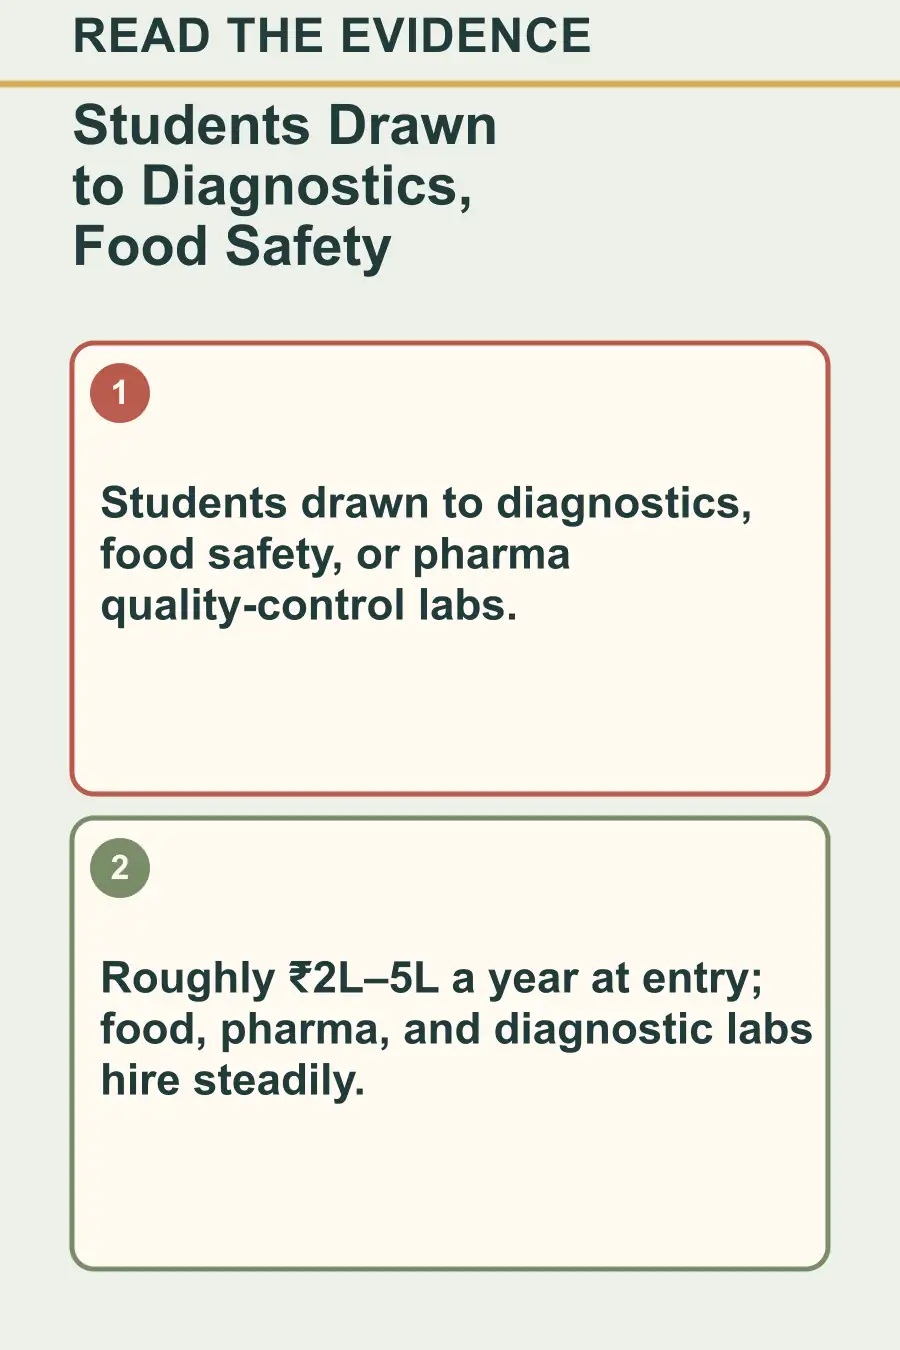 READ THE EVIDENCE
Students Drawn
to Diagnostics,
Food Safety
1
Students drawn to diagnostics,
food safety, or pharma
quality-control labs.
2
Roughly ₹2L–5L a year at entry;
food, pharma, and diagnostic labs
hire steadily.